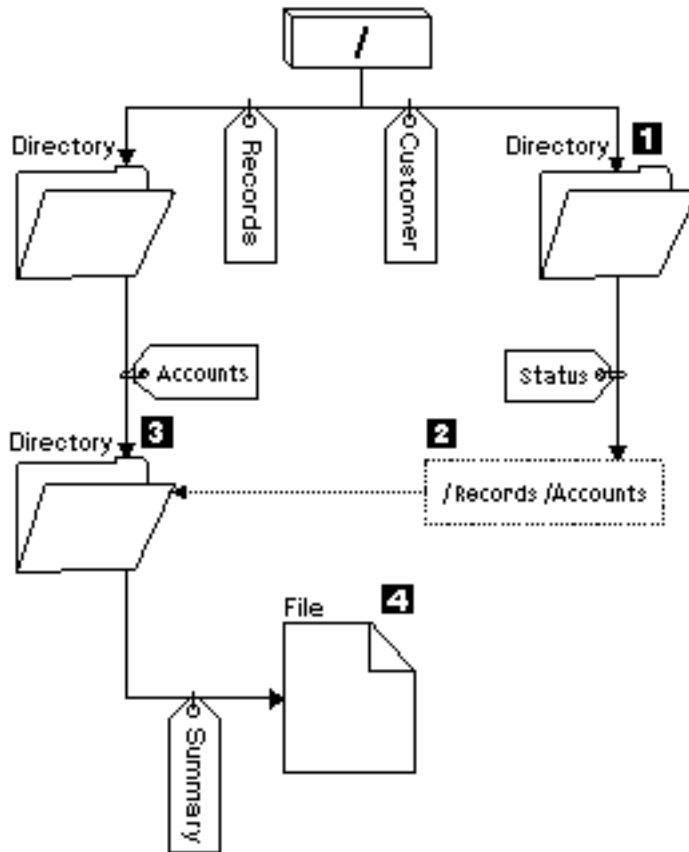 /
Records
Customer
Directory
Directory
1
Accounts
Status
Directory
3
2
/Records /Accounts
File
4
Summary